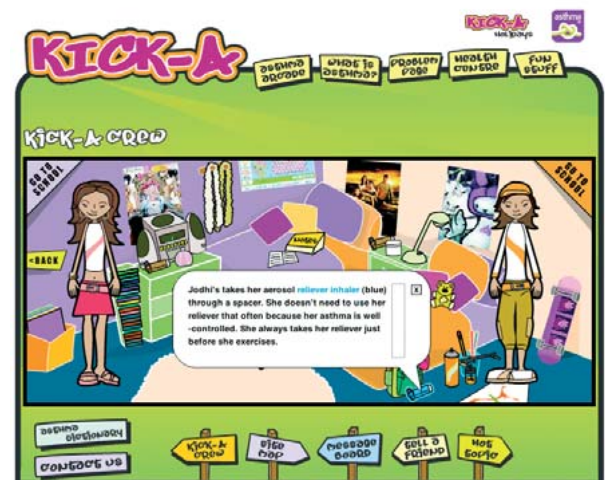 KICK-A
HOLIDAYS
asthma
KICK-A
ASTHMA
ARCADE
WHAT IS
ASTHMA?
PROBLEM
PAGE
HEALTH
CENTRE
FUN
STUFF
KICK-A CREW
GO TO
SCHOOL
GO TO
SCHOOL
<BACK
X
Jodhi's takes her aerosol reliever inhaler (blue)
through a spacer. She doesn't need to use her
reliever that often because her asthma is well
-controlled. She always takes her reliever just
before she exercises.
ASTHMA
DICTIONARY
CONTACT US
KICK-A
CREW
SITE
MAP
MESSAGE
BOARD
TELL A
FRIEND
HOT
TOPIC